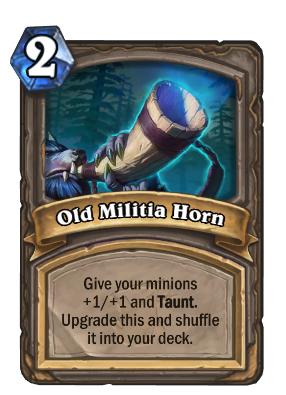 2
Old Militia Horn
Give your minions
+1/+1 and Taunt.
Upgrade this and shuffle
it into your deck.